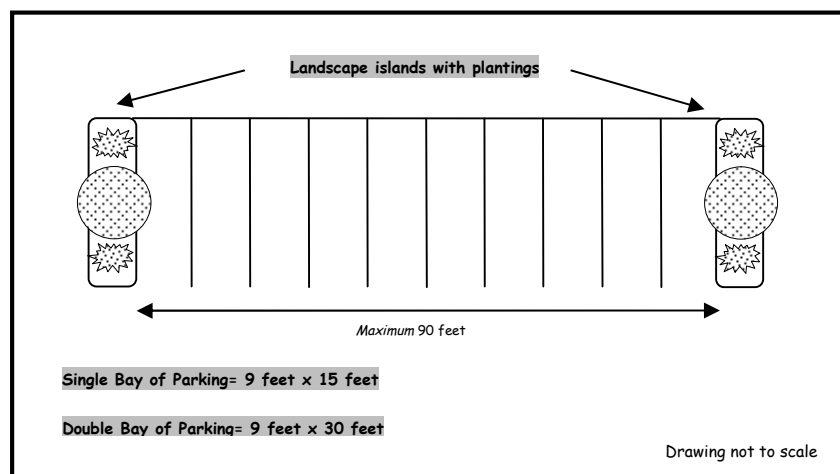 Landscape islands with plantings
Maximum 90 feet
Single Bay of Parking= 9 feet x 15 feet
Double Bay of Parking= 9 feet x 30 feet
Drawing not to scale